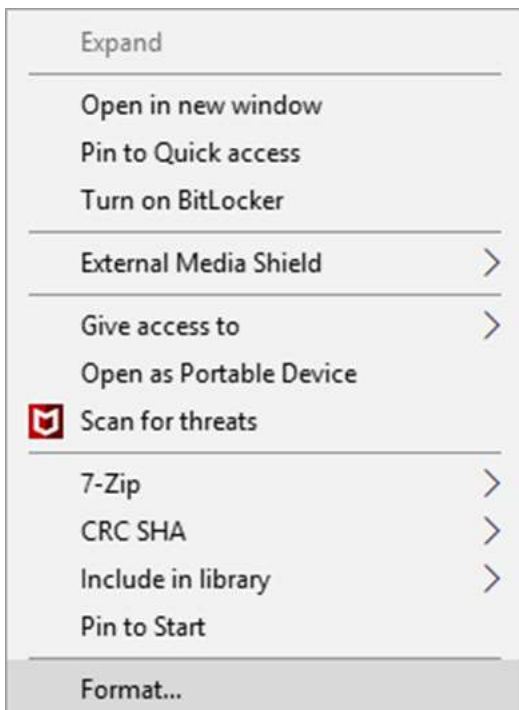 Expand
Open in new window
Pin to Quick access
Turn on BitLocker
External Media Shield
Give access to
Open as Portable Device
Scan for threats
7-Zip
CRC SHA
Include in library
Pin to Start
Format...